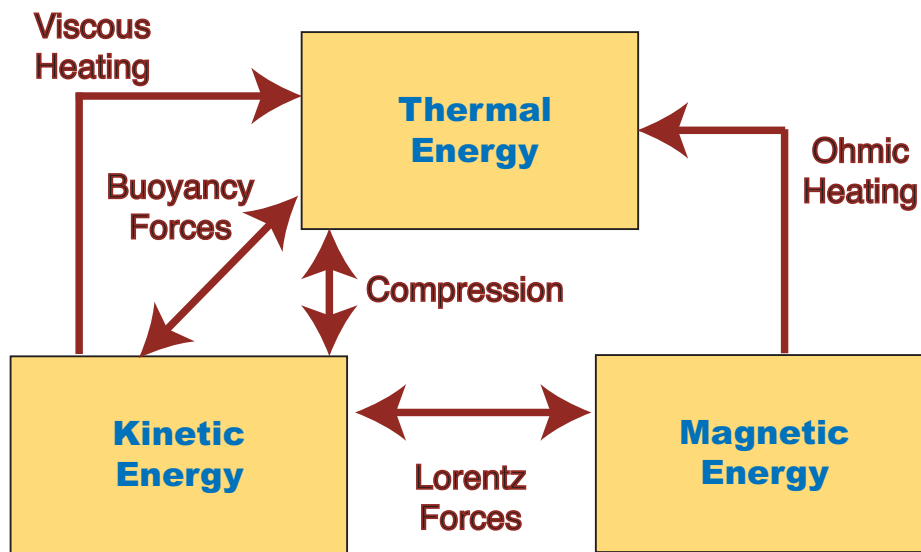 Viscous
Heating
Thermal
Energy
Ohmic
Heating
Buoyancy
Forces
Compression
Kinetic
Energy
Magnetic
Energy
Lorentz
Forces